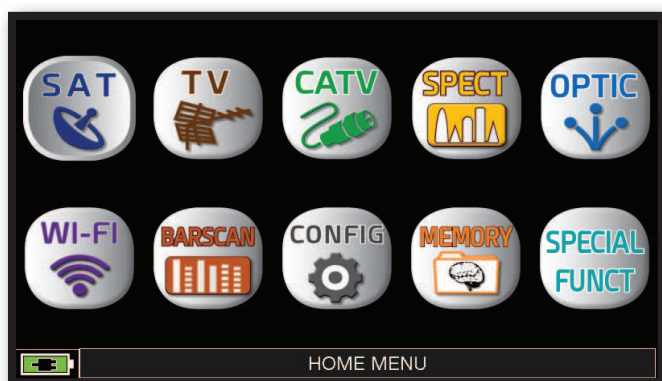 SAT
TV
CATV
SPECT
OPTIC
WI-FI
BARSCAN
CONFIG
MEMORY
SPECIAL
FUNCT
HOME MENU